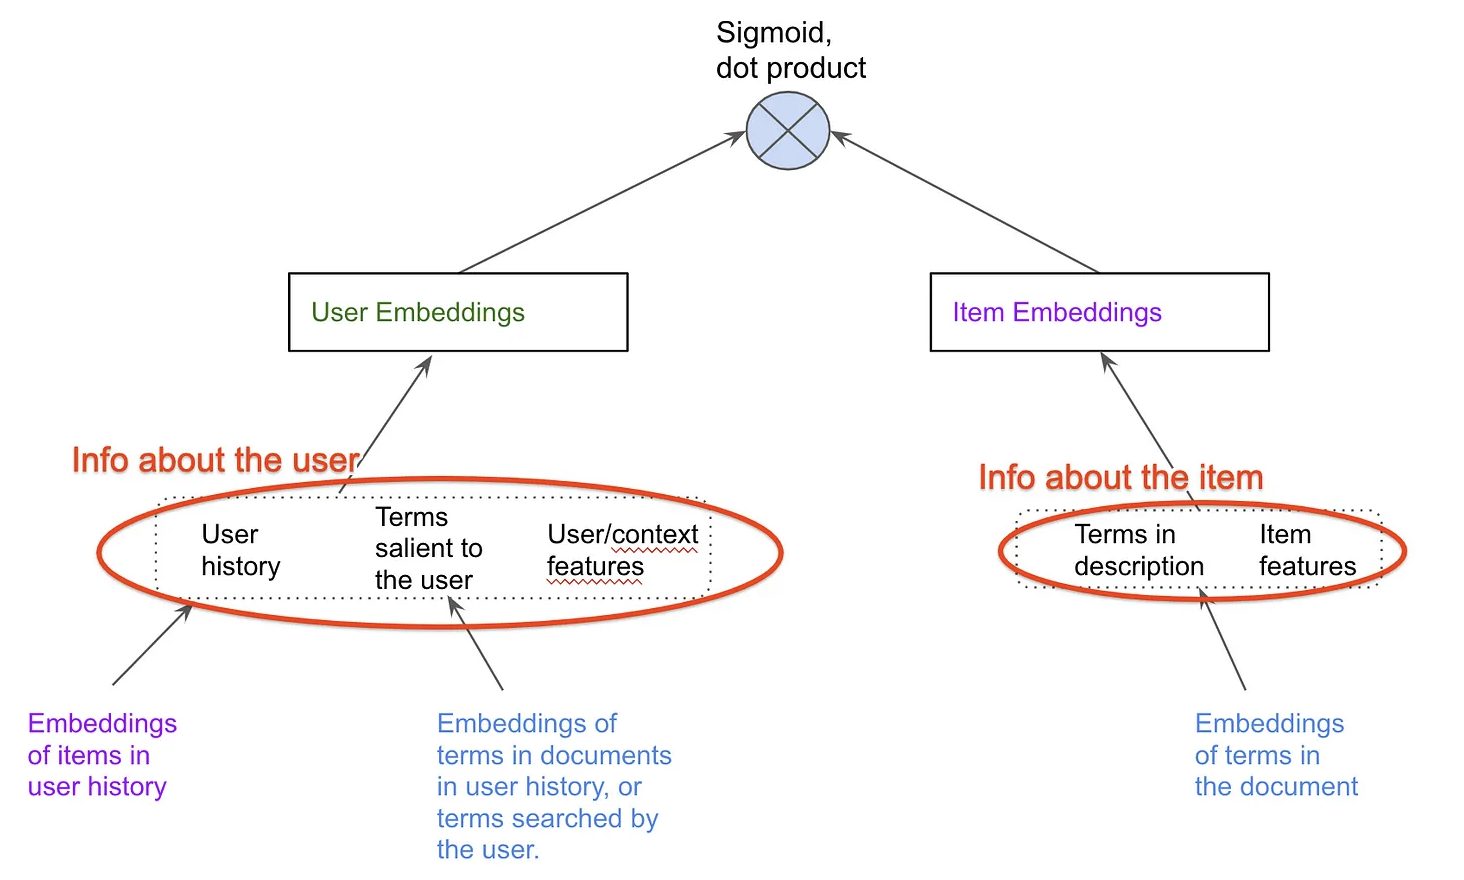 Sigmoid,
dot product
User Embeddings
Item Embeddings
Info about the user
Info about the item
User
history
Terms
salient to
the user
User/context
features
Terms in
description
Item
features
Embeddings
of items in
user history
Embeddings of
terms in documents
in user history, or
terms searched by
the user.
Embeddings
of terms in
the document